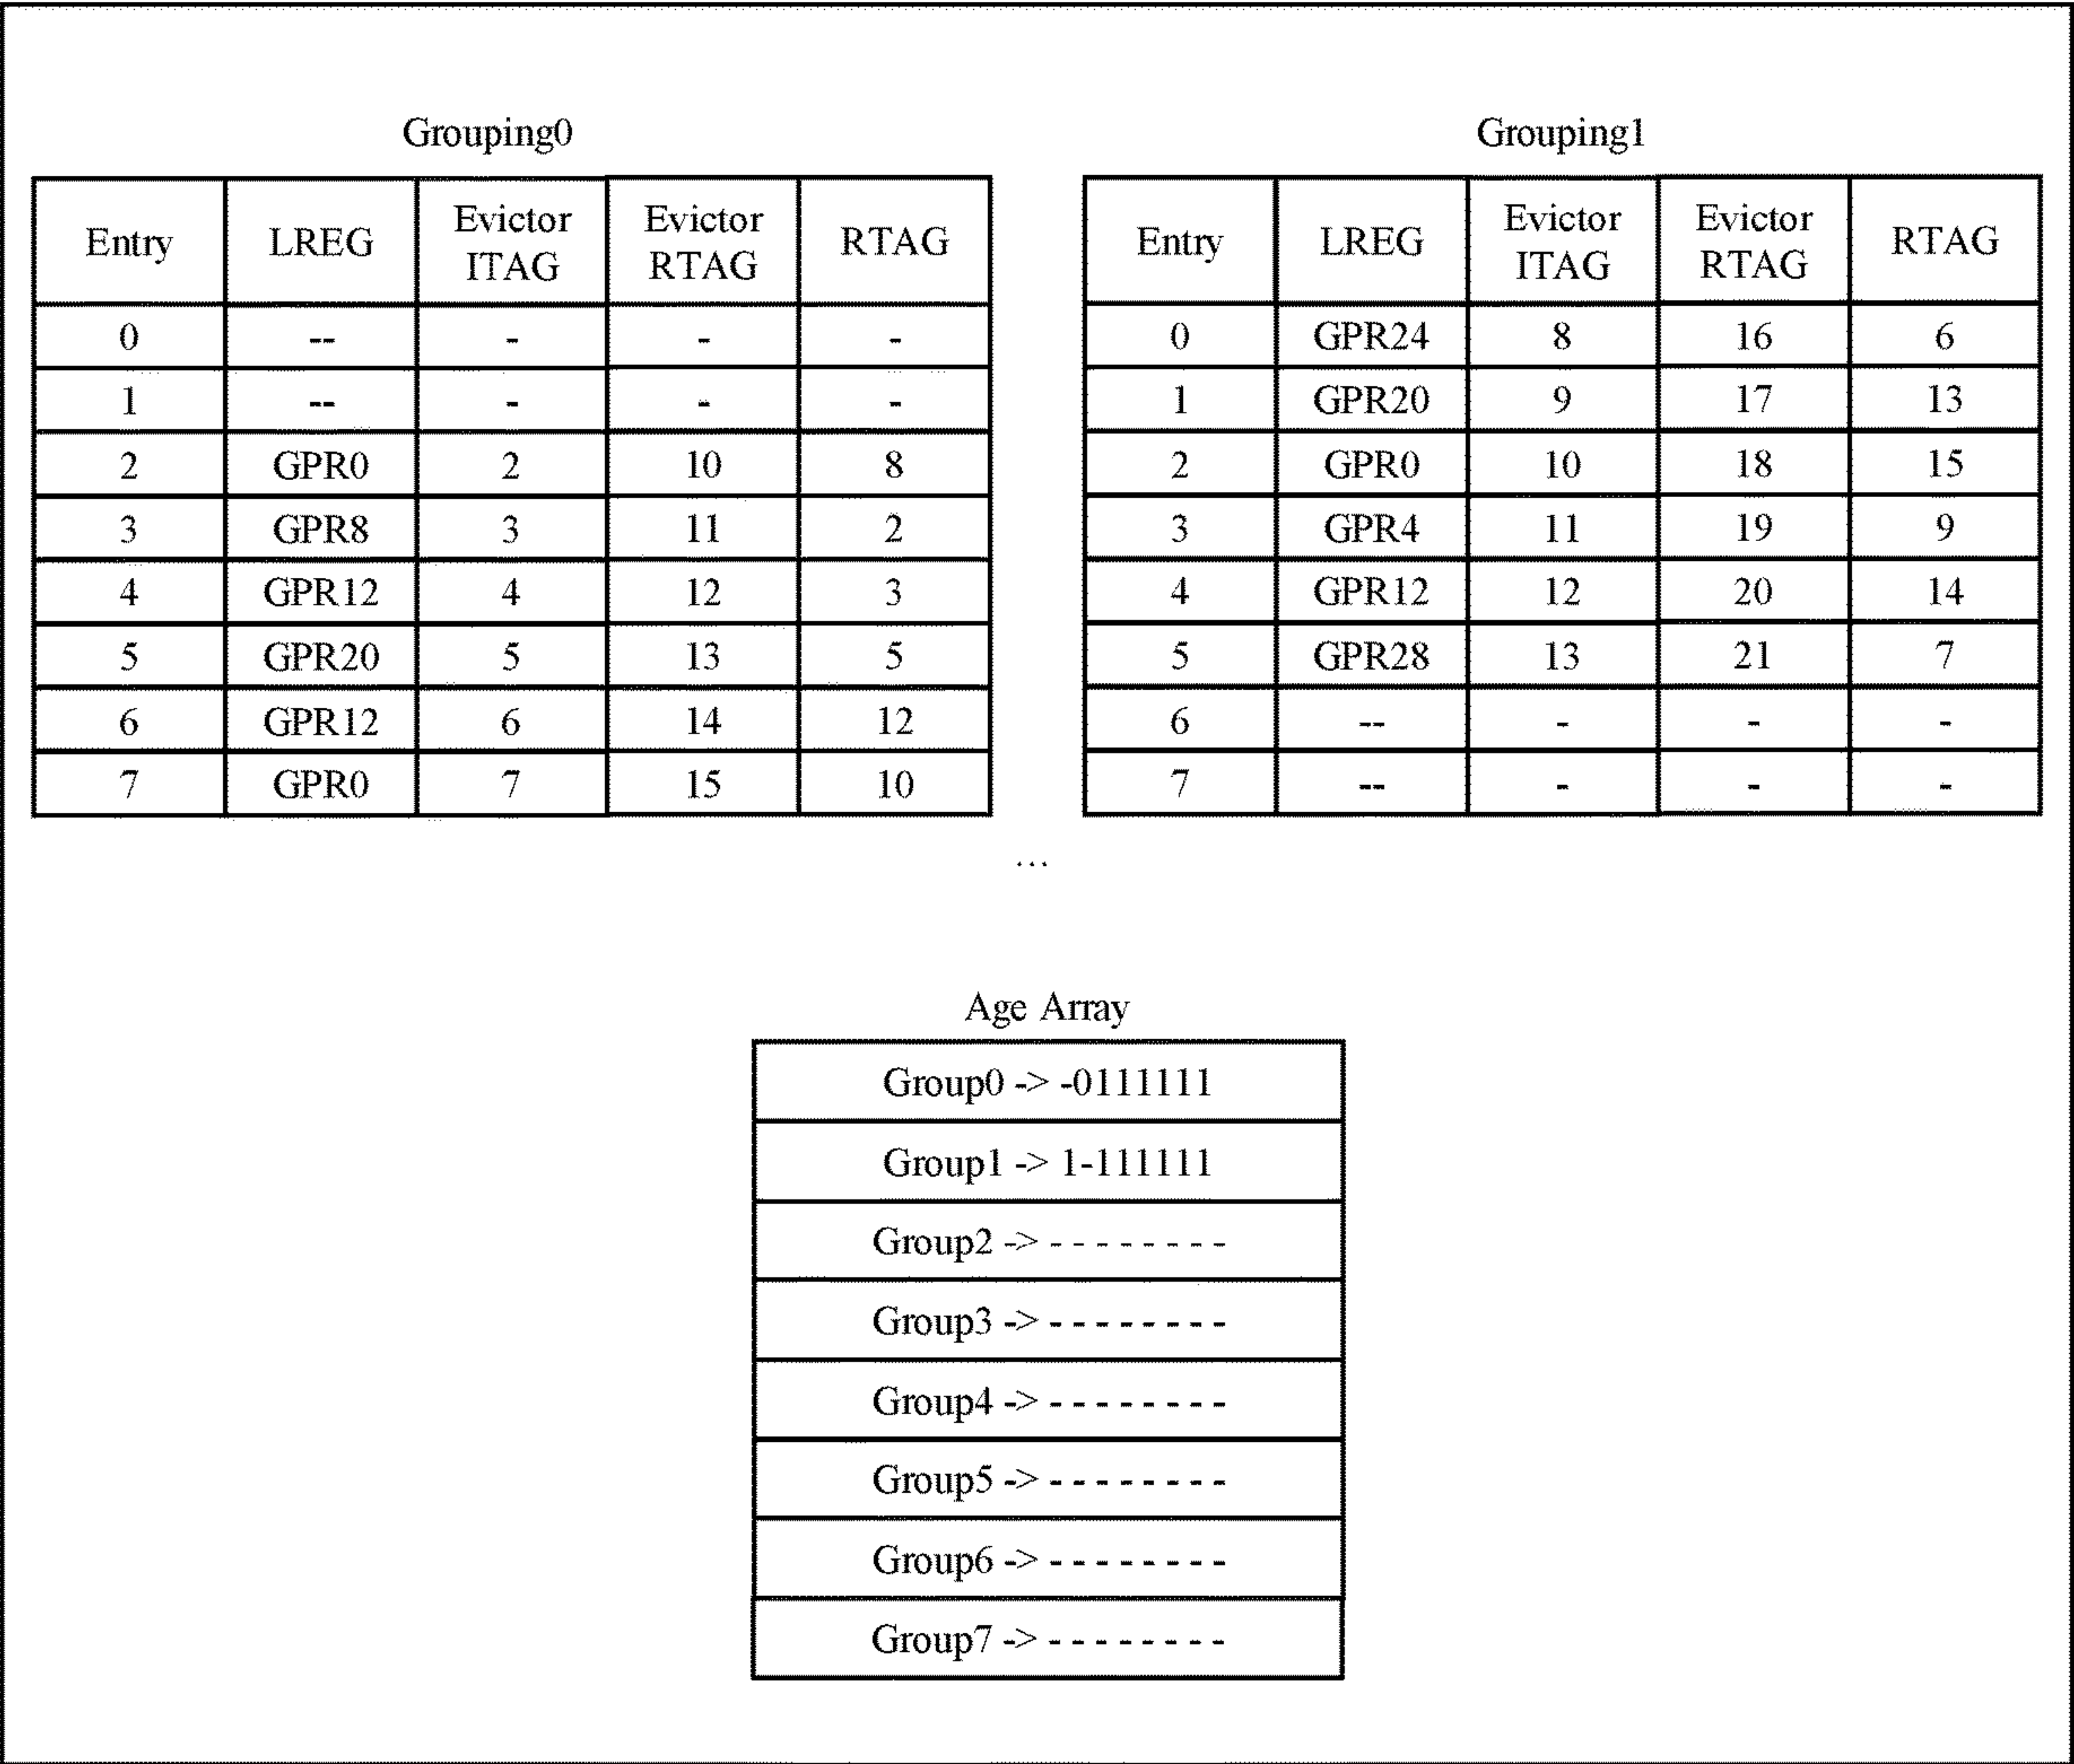 Grouping0
Entry LREG Evictor ITAG Evictor RTAG RTAG
0 -- - - -
1 -- - - -
2 GPR0 2 10 8
3 GPR8 3 11 2
4 GPR12 4 12 3
5 GPR20 5 13 5
6 GPR12 6 14 12
7 GPR0 7 15 10
Grouping1
Entry LREG Evictor ITAG Evictor RTAG RTAG
0 GPR24 8 16 6
1 GPR20 9 17 13
2 GPR0 10 18 15
3 GPR4 11 19 9
4 GPR12 12 20 14
5 GPR28 13 21 7
6 -- - - -
7 -- - - -
...
Age Array
Group0 -> -0111111
Group1 -> 1-111111
Group2 -> - - - - - - - -
Group3 -> - - - - - - - -
Group4 -> - - - - - - - -
Group5 -> - - - - - - - -
Group6 -> - - - - - - - -
Group7 -> - - - - - - - -